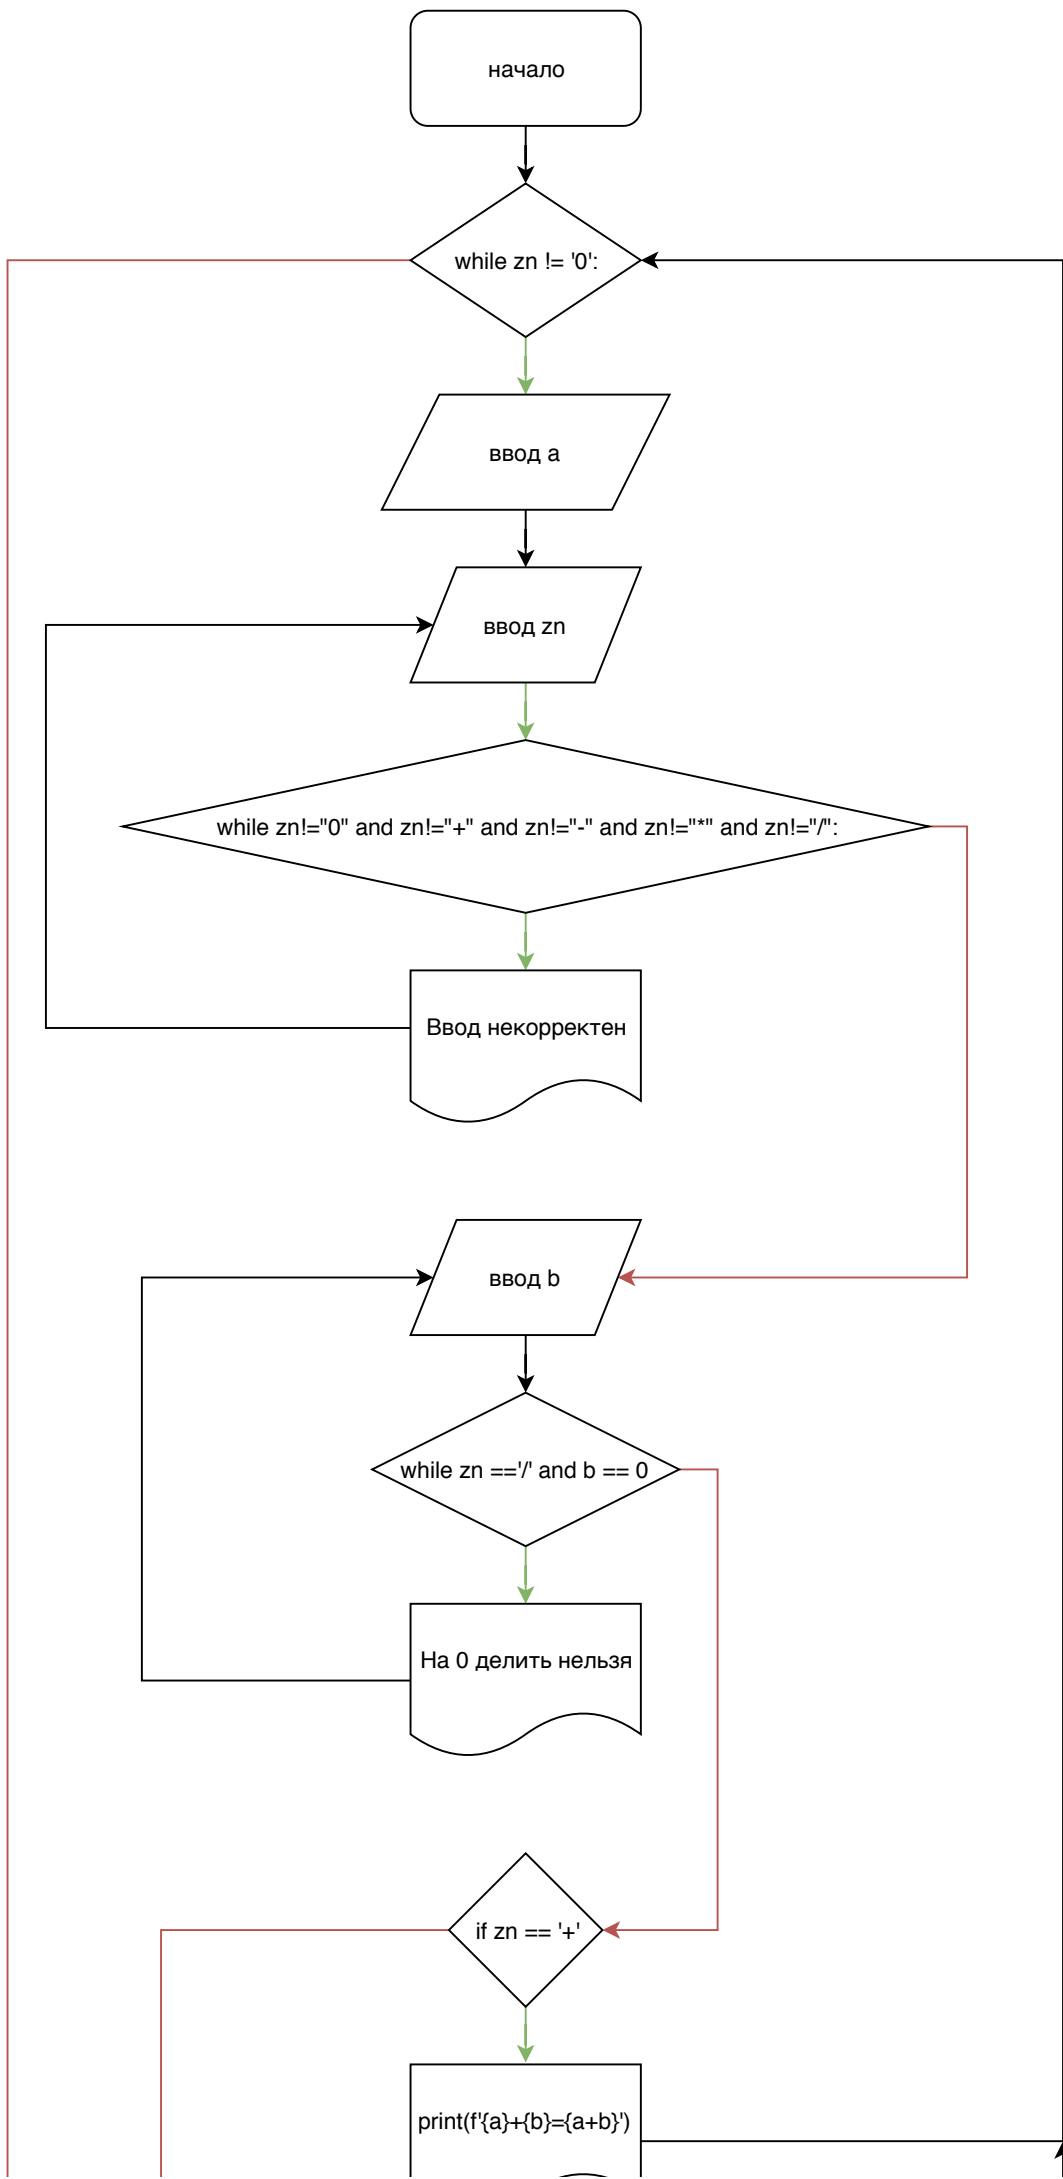 начало
while zn != '0':
ввод a
ввод zn
while zn!="0" and zn!="+" and zn!="-" and zn!="*" and zn!="/":
Ввод некорректен
ввод b
while zn =='/' and b == 0
На 0 делить нельзя
if zn == '+'
print(f'{a}+{b}={a+b}')